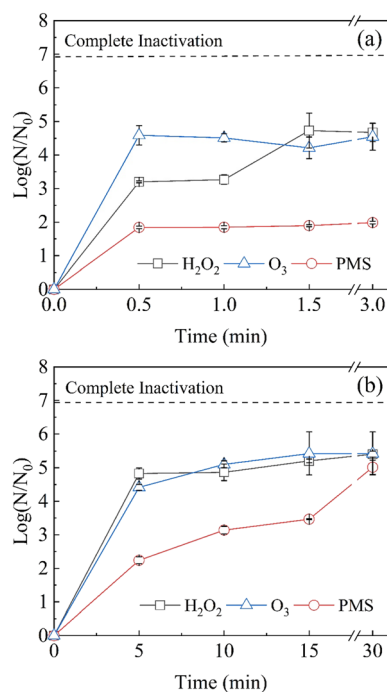 8
Complete Inactivation (a)
7
6
5
4
3
2
1
0
Log(N/N₀)
H₂O₂ O₃ PMS
0.0 0.5 1.0 1.5 3.0
Time (min)
8
Complete Inactivation (b)
7
6
5
4
3
2
1
0
Log(N/N₀)
H₂O₂ O₃ PMS
0 5 10 15 30
Time (min)